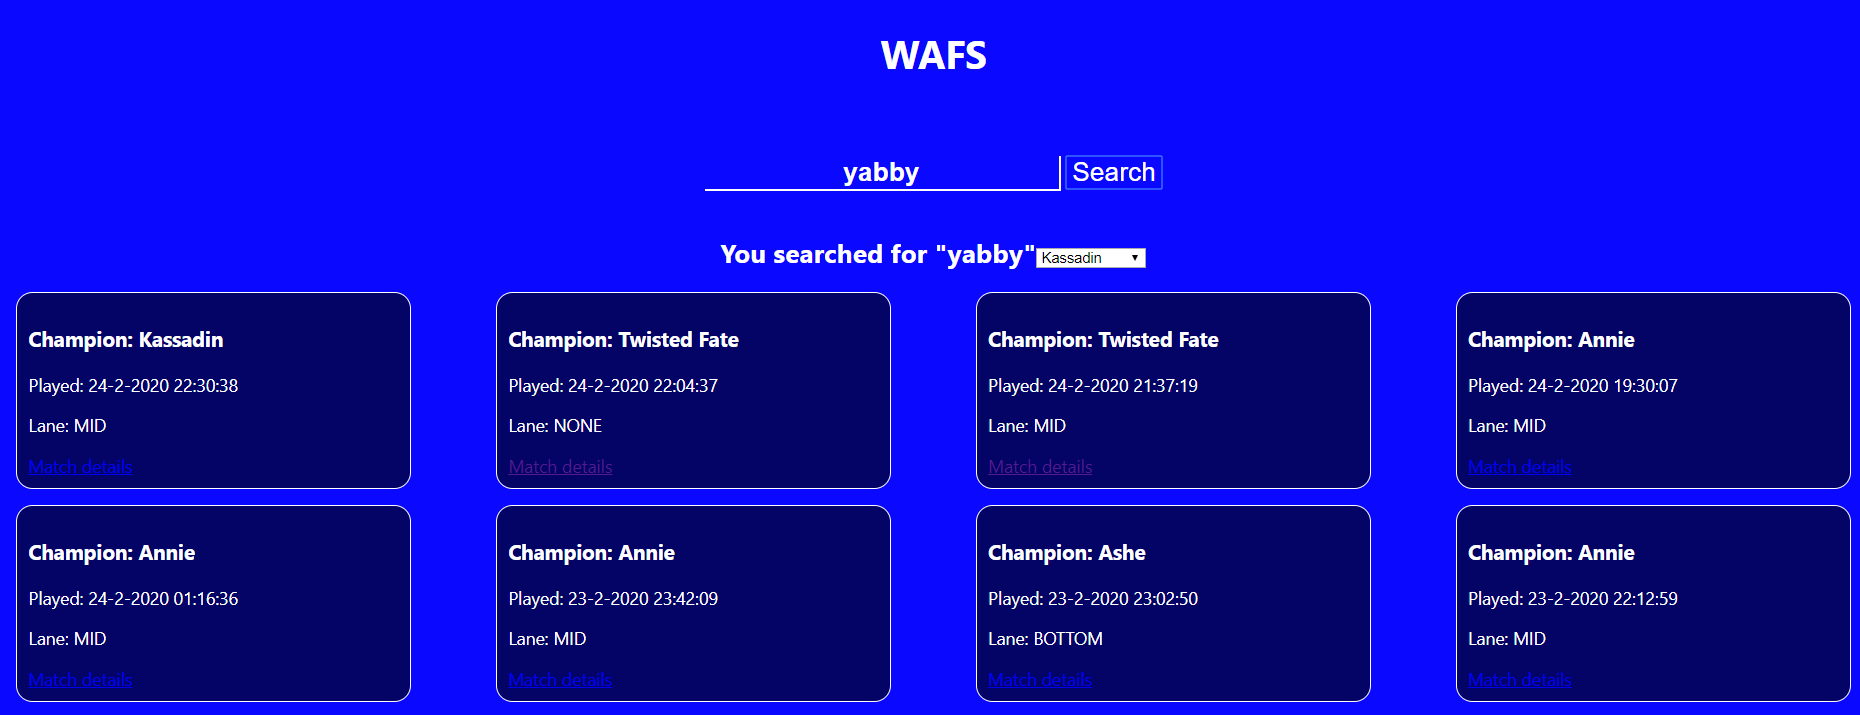 WAFS
yabby Search
You searched for "yabby" Kassadin
Champion: Kassadin
Played: 24-2-2020 22:30:38
Lane: MID
Match details
Champion: Twisted Fate
Played: 24-2-2020 22:04:37
Lane: NONE
Match details
Champion: Twisted Fate
Played: 24-2-2020 21:37:19
Lane: MID
Match details
Champion: Annie
Played: 24-2-2020 19:30:07
Lane: MID
Match details
Champion: Annie
Played: 24-2-2020 01:16:36
Lane: MID
Match details
Champion: Annie
Played: 23-2-2020 23:42:09
Lane: MID
Match details
Champion: Ashe
Played: 23-2-2020 23:02:50
Lane: BOTTOM
Match details
Champion: Annie
Played: 23-2-2020 22:12:59
Lane: MID
Match details